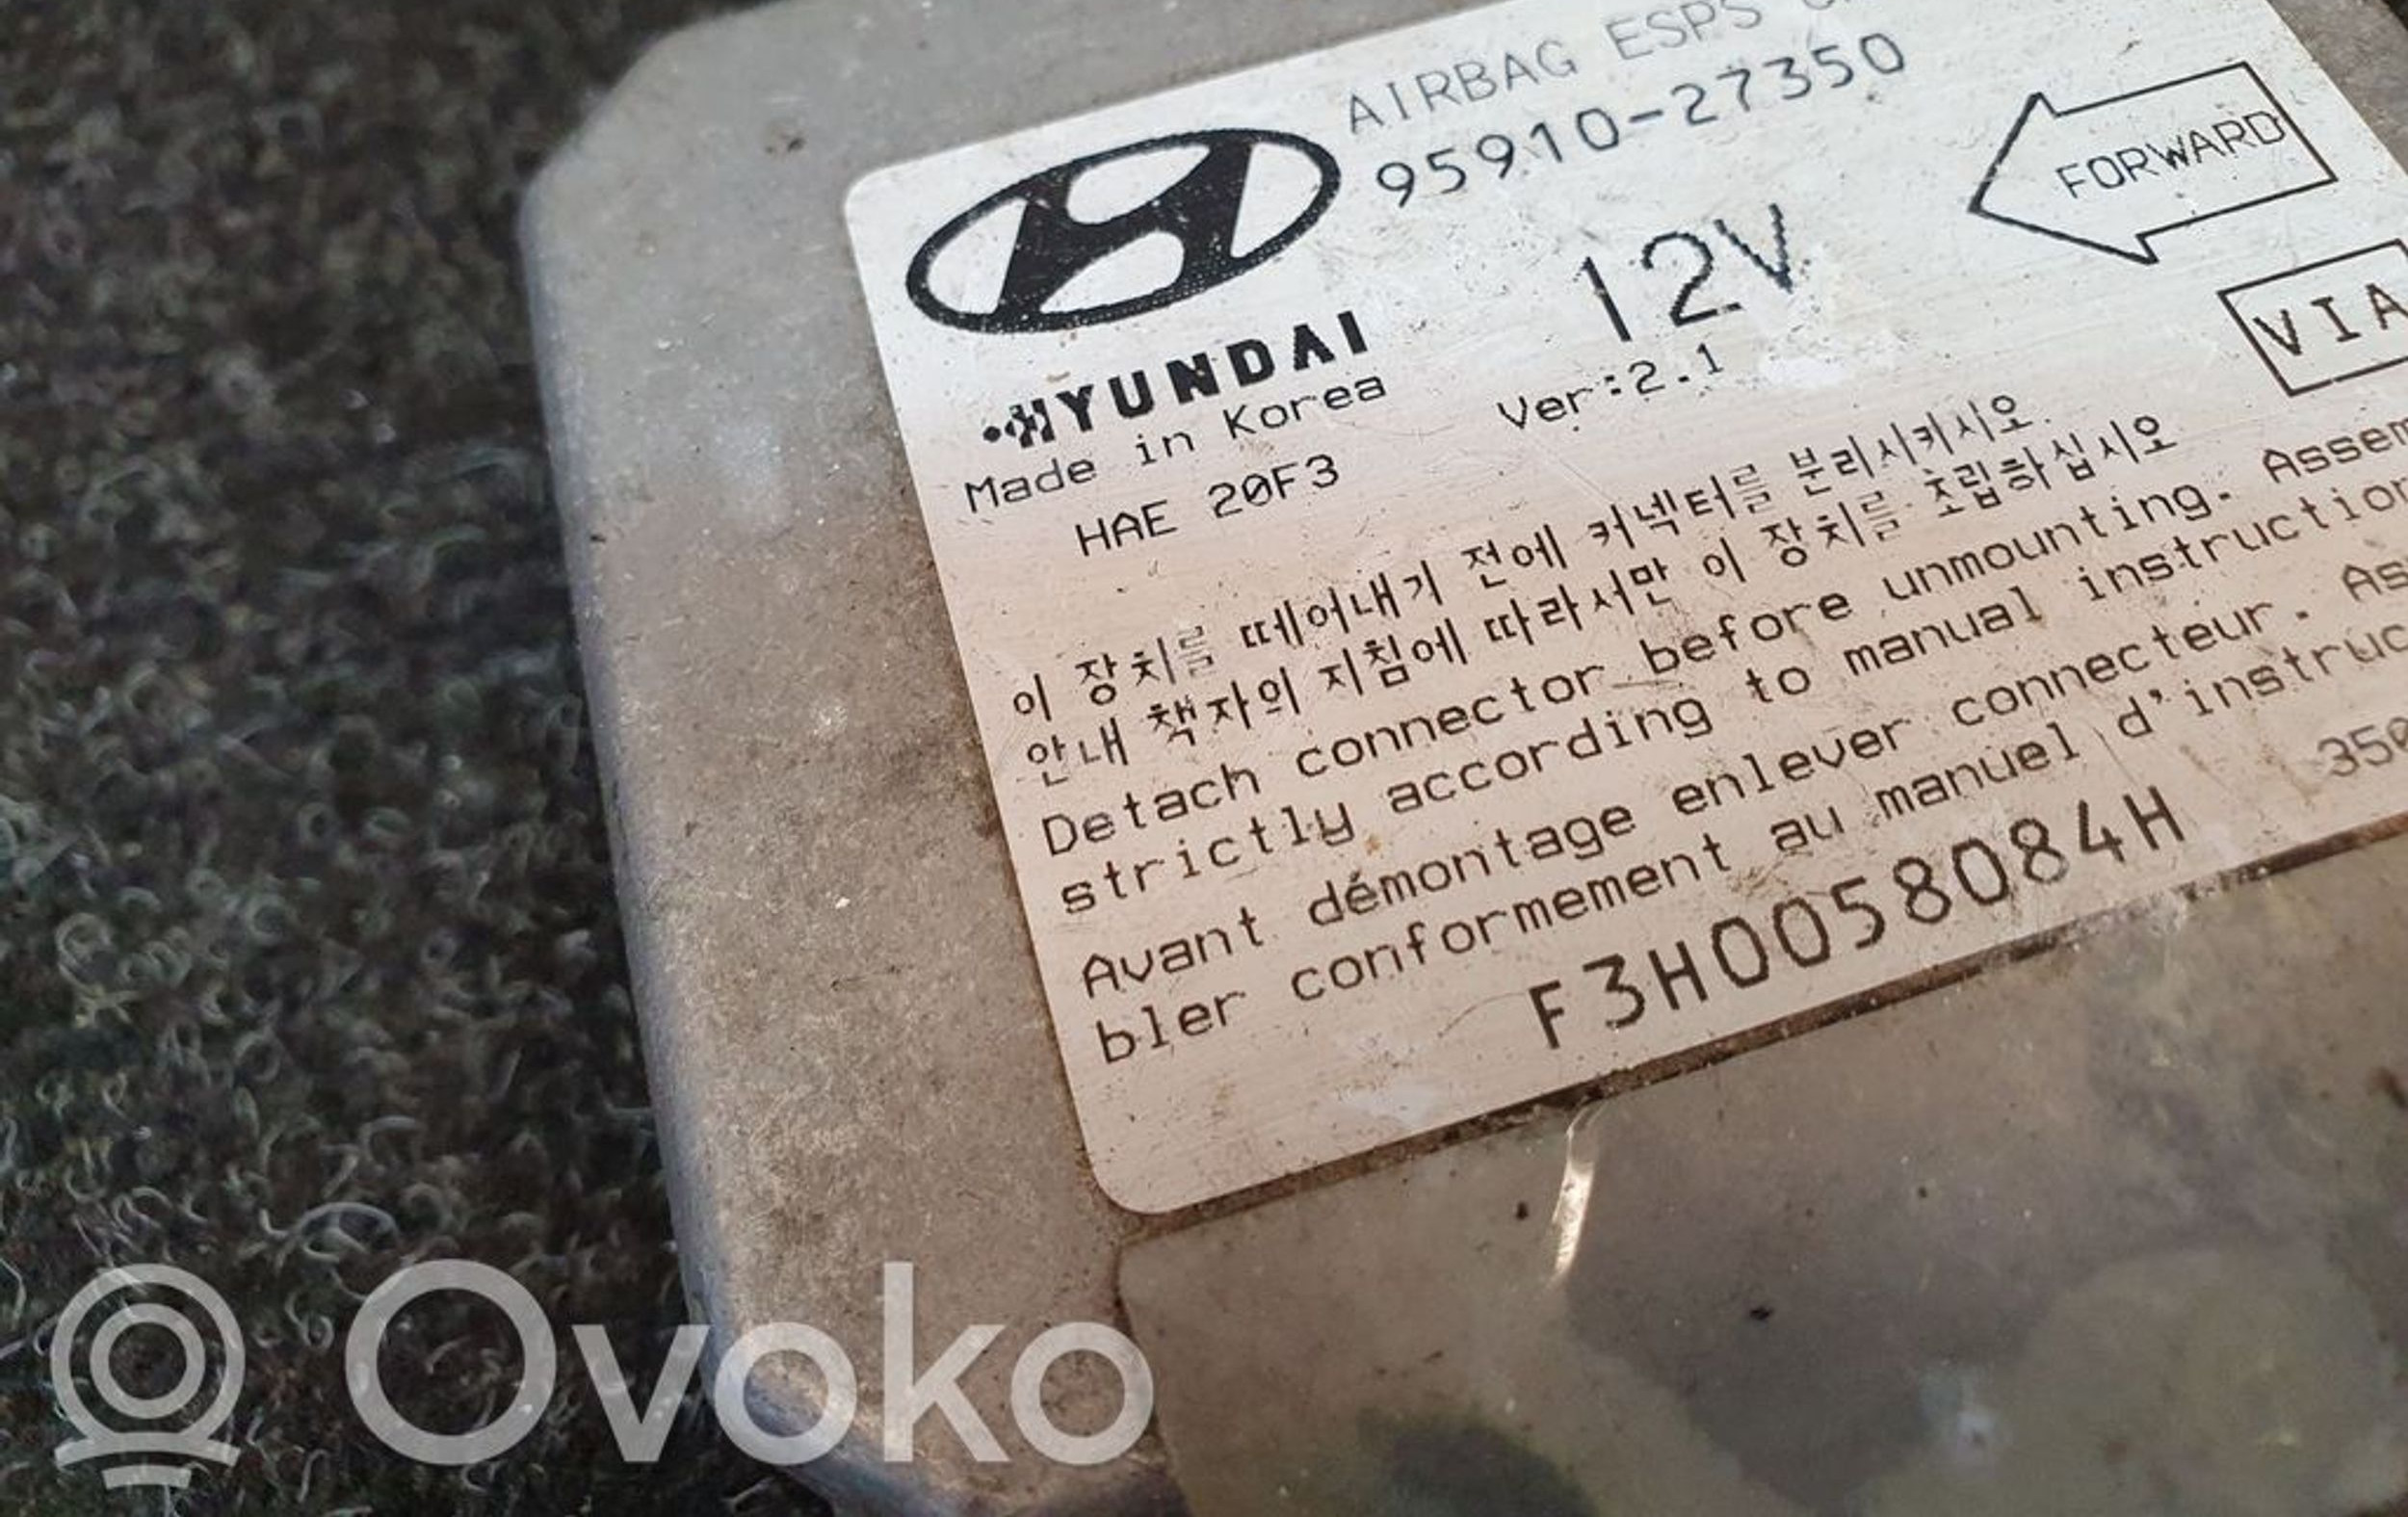 AIRBAG ESPS
95910-27350
FORWARD
12V
VIA
HYUNDAI
Made in Korea
Ver:2.1
HAE 20F3
이 장치를 떼어내기 전에 커넥터를 분리시키시오
안내 책자의 지침에 따라서만 이 장치를 조립하십시오
Detach connector before unmounting. Assem
strictly according to manual instruction
Avant démontage enlever connecteur. As
bler conformement au manuel d'instruc
350
F3H0058084H
Ovoko